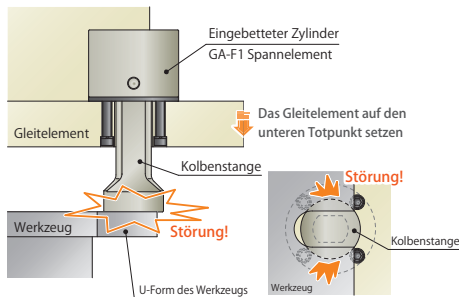 Eingebetteter Zylinder
GA-F1 Spannelement
Gleitelement
Das Gleitelement auf den
unteren Totpunkt setzen
Kolbenstange
Störung!
Werkzeug
Störung!
U-Form des Werkzeugs
Kolbenstange
Werkzeug